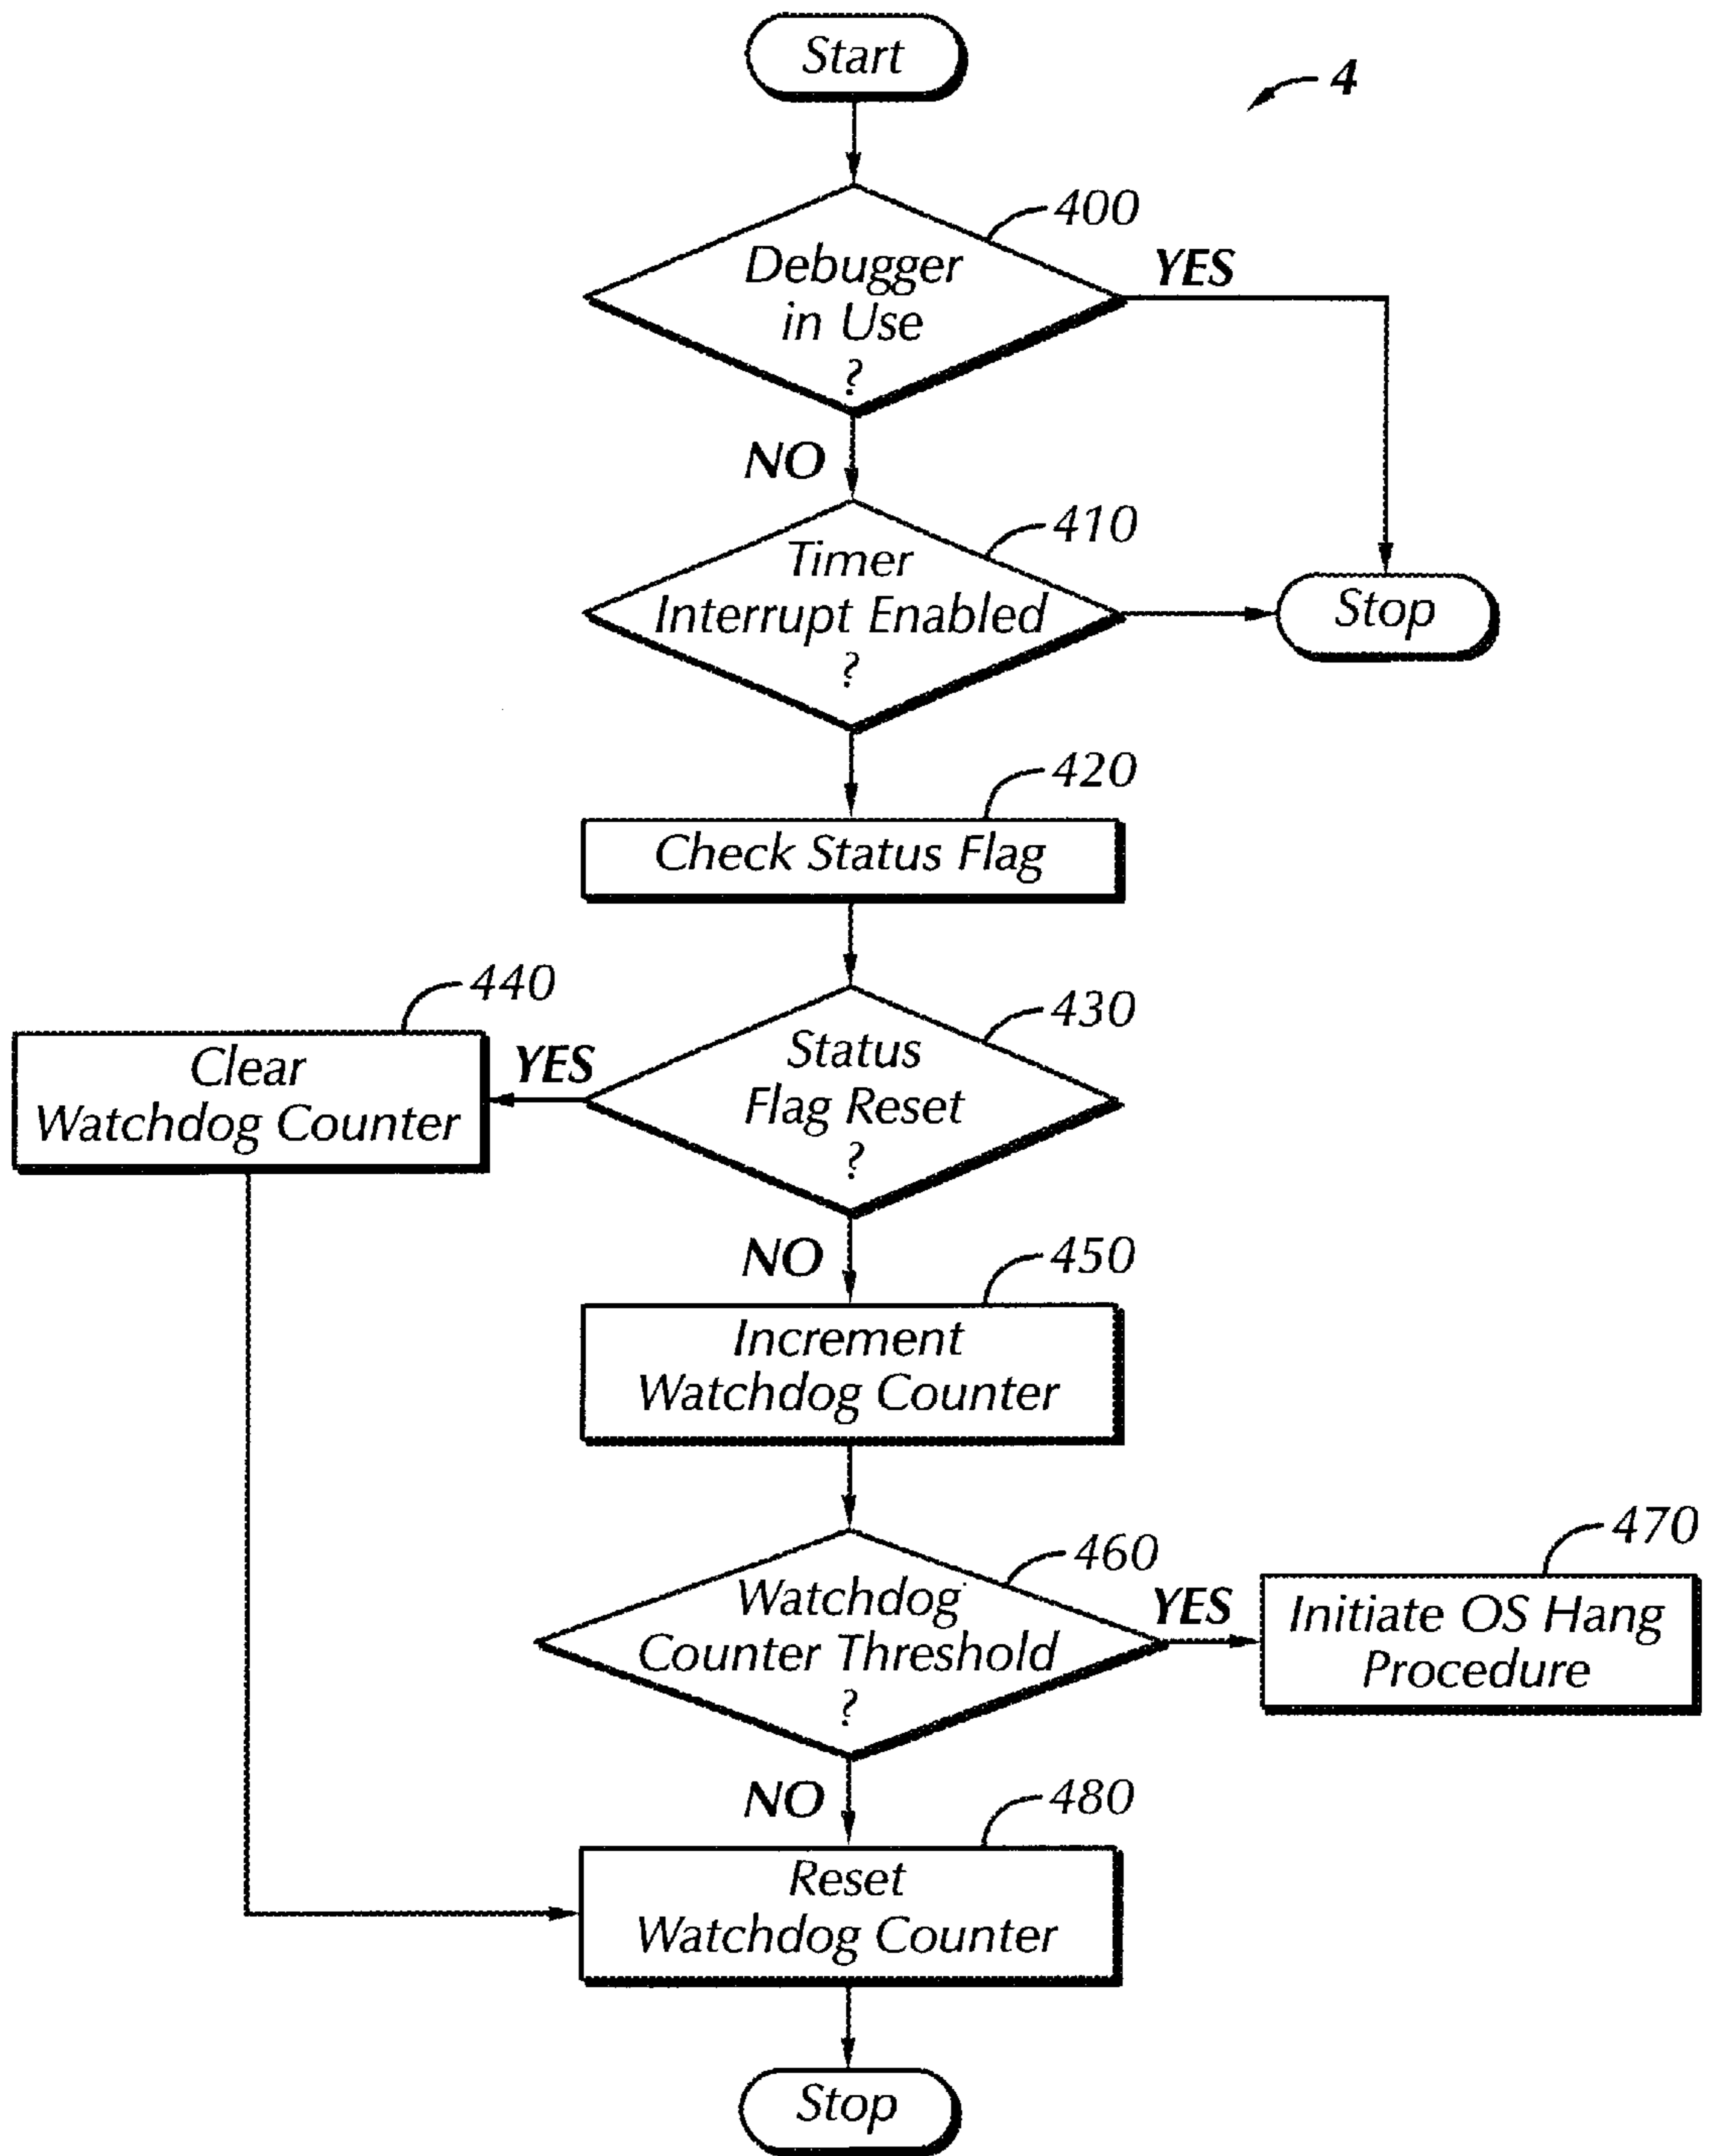 Start
4
400
Debugger
in Use
?
YES
NO
410
Timer
Interrupt Enabled
?
Stop
420
Check Status Flag
440
Clear
Watchdog Counter
YES
430
Status
Flag Reset
?
NO
450
Increment
Watchdog Counter
460
Watchdog
Counter Threshold
?
YES
470
Initiate OS Hang
Procedure
NO
480
Reset
Watchdog Counter
Stop